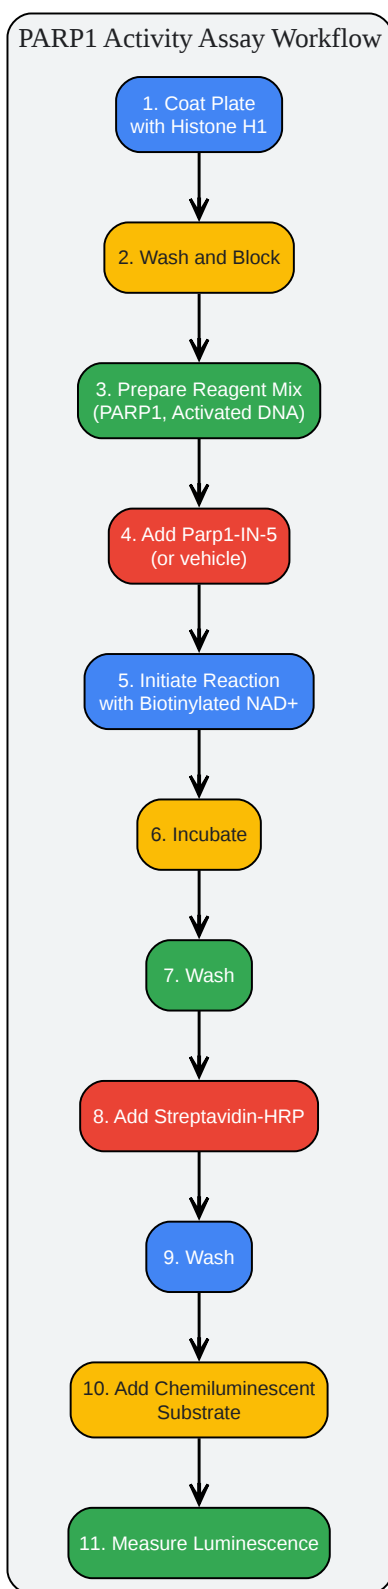 PARP1 Activity Assay Workflow
1. Coat Plate
with Histone H1
2. Wash and Block
3. Prepare Reagent Mix
(PARP1, Activated DNA)
4. Add Parp1-IN-5
(or vehicle)
5. Initiate Reaction
with Biotinylated NAD+
6. Incubate
7. Wash
8. Add Streptavidin-HRP
9. Wash
10. Add Chemiluminescent
Substrate
11. Measure Luminescence